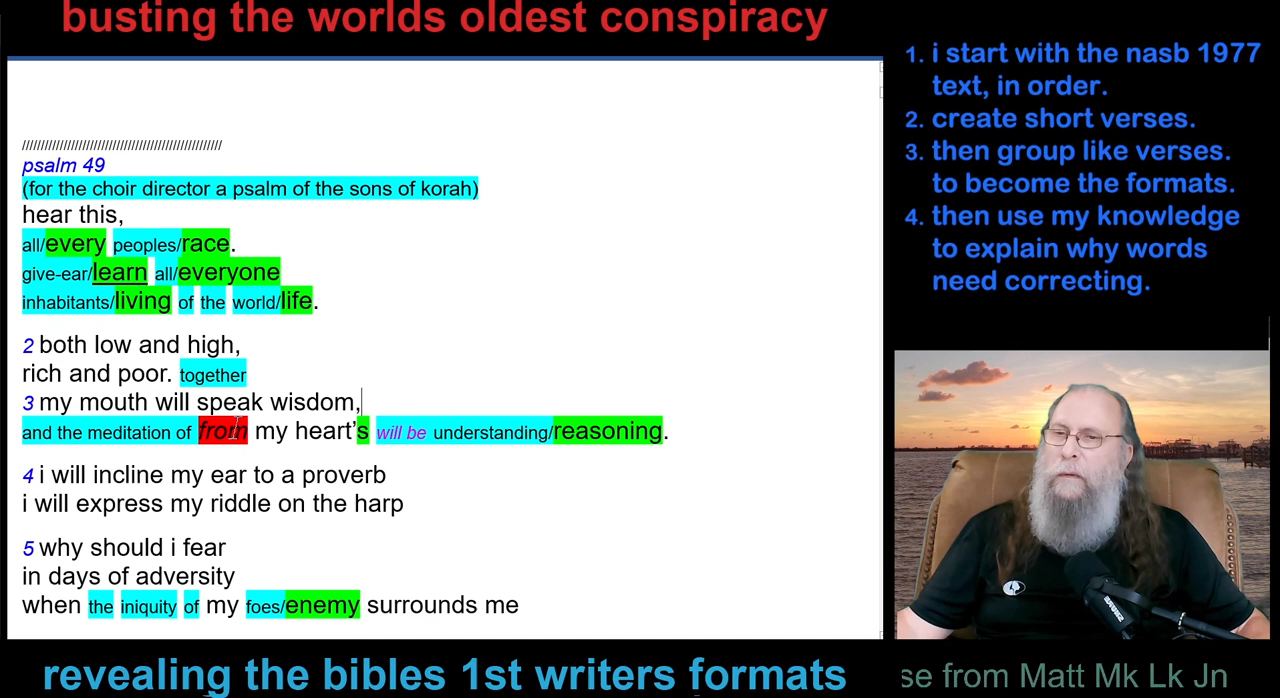 busting the worlds oldest conspiracy
////////////////////////////////////////////////////
psalm 49
(for the choir director a psalm of the sons of korah)
hear this,
all/every peoples/race.
give-ear/learn all/everyone
inhabitants/living of the world/life.
2 both low and high,
rich and poor. together
3 my mouth will speak wisdom,
and the meditation of from my heart's will be understanding/reasoning.
4 i will incline my ear to a proverb
i will express my riddle on the harp
5 why should i fear
in days of adversity
when the iniquity of my foes/enemy surrounds me
revealing the bibles 1st writers formats
1. i start with the nasb 1977
text, in order.
2. create short verses.
3. then group like verses.
to become the formats.
4. then use my knowledge
to explain why words
need correcting.
se from Matt Mk Lk Jn